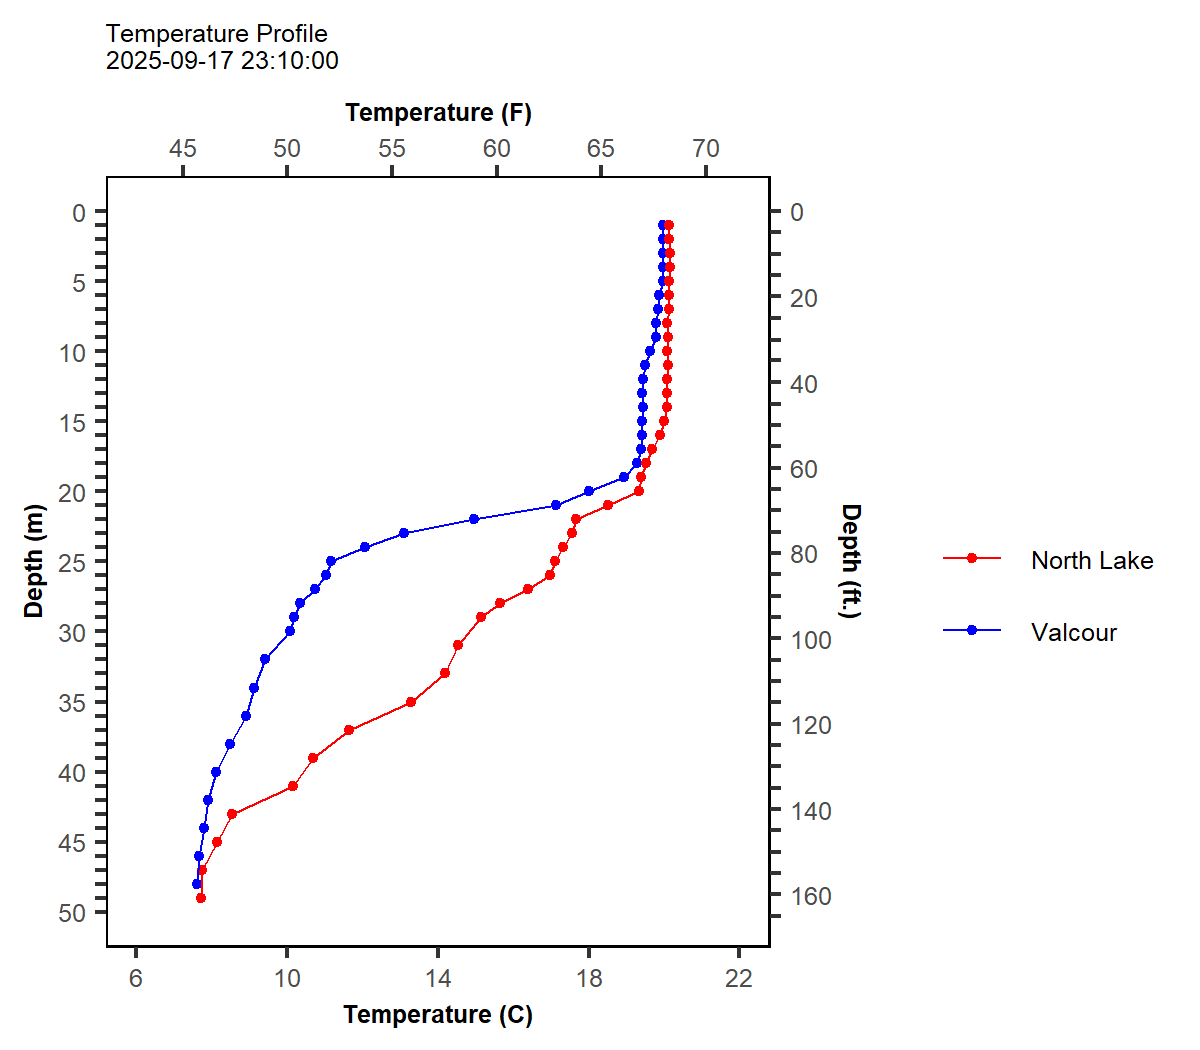 Temperature Profile
2025-09-17 23:10:00
Temperature (F)
45 50 55 60 65 70
0
5
10
15
20
25
30
35
40
45
50
Depth (m)
0
20
40
60
80
100
120
140
160
Depth (ft.)
North Lake
Valcour
6 10 14 18 22
Temperature (C)